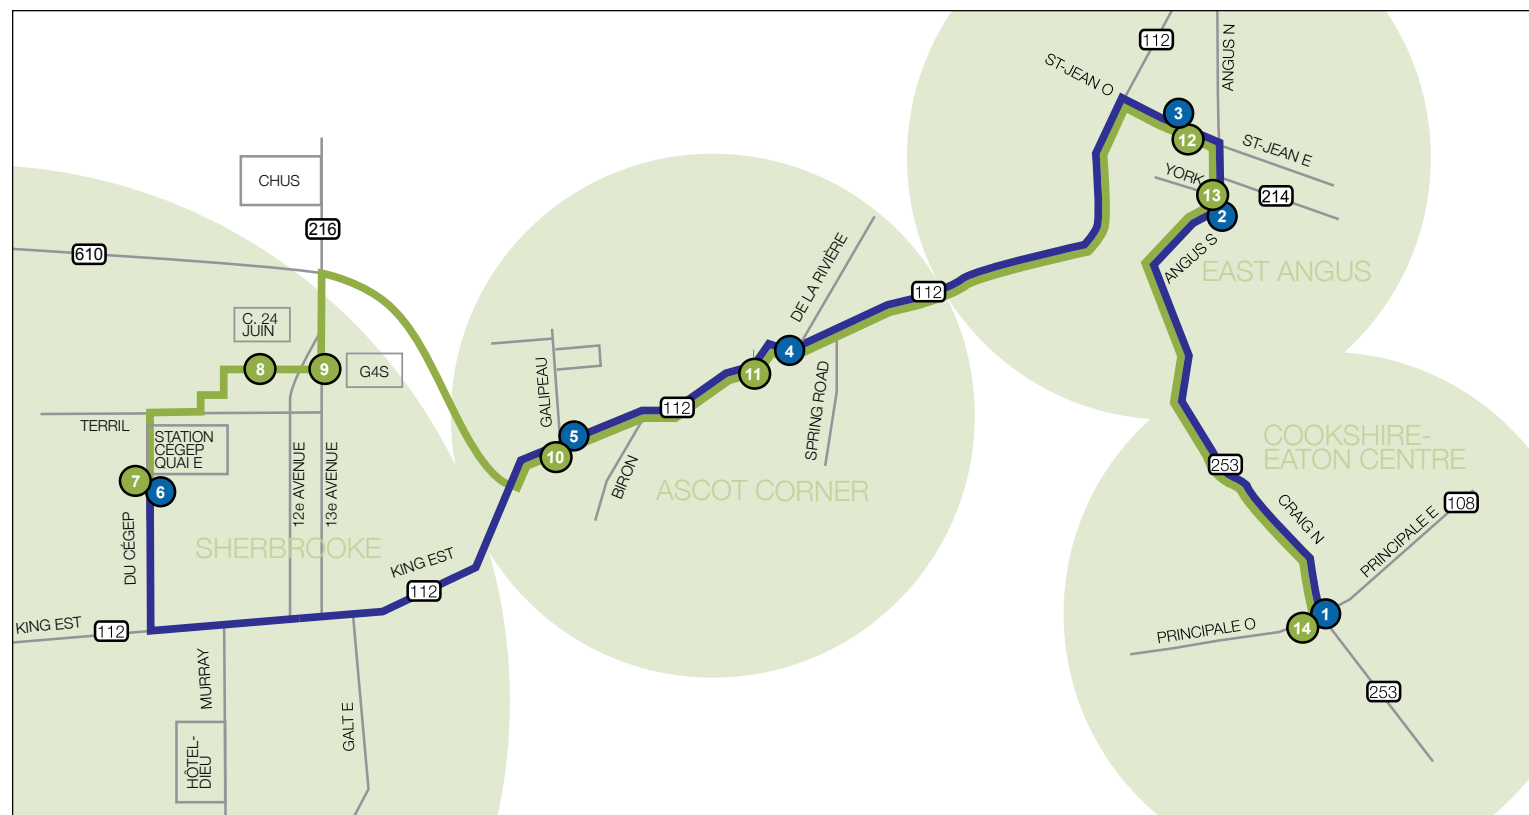 112
ST-JEAN O
ANGUS N
3
12
ST-JEAN E
YORK
13
214
2
ANGUS S
EAST ANGUS
CHUS
216
610
C. 24
JUIN
8
9
G4S
TERRIL
STATION
CÉGEP
QUAI E
7
6
DU CÉGEP
12e AVENUE
13e AVENUE
SHERBROOKE
KING EST
112
KING EST
112
MURRAY
HÔTEL-
DIEU
GALT E
GALIPEAU
5
10
BIRON
112
11
4
DE LA RIVIÈRE
SPRING ROAD
112
ASCOT CORNER
COOKSHIRE-
EATON CENTRE
253
CRAIG N
108
PRINCIPALE E
1
14
PRINCIPALE O
253